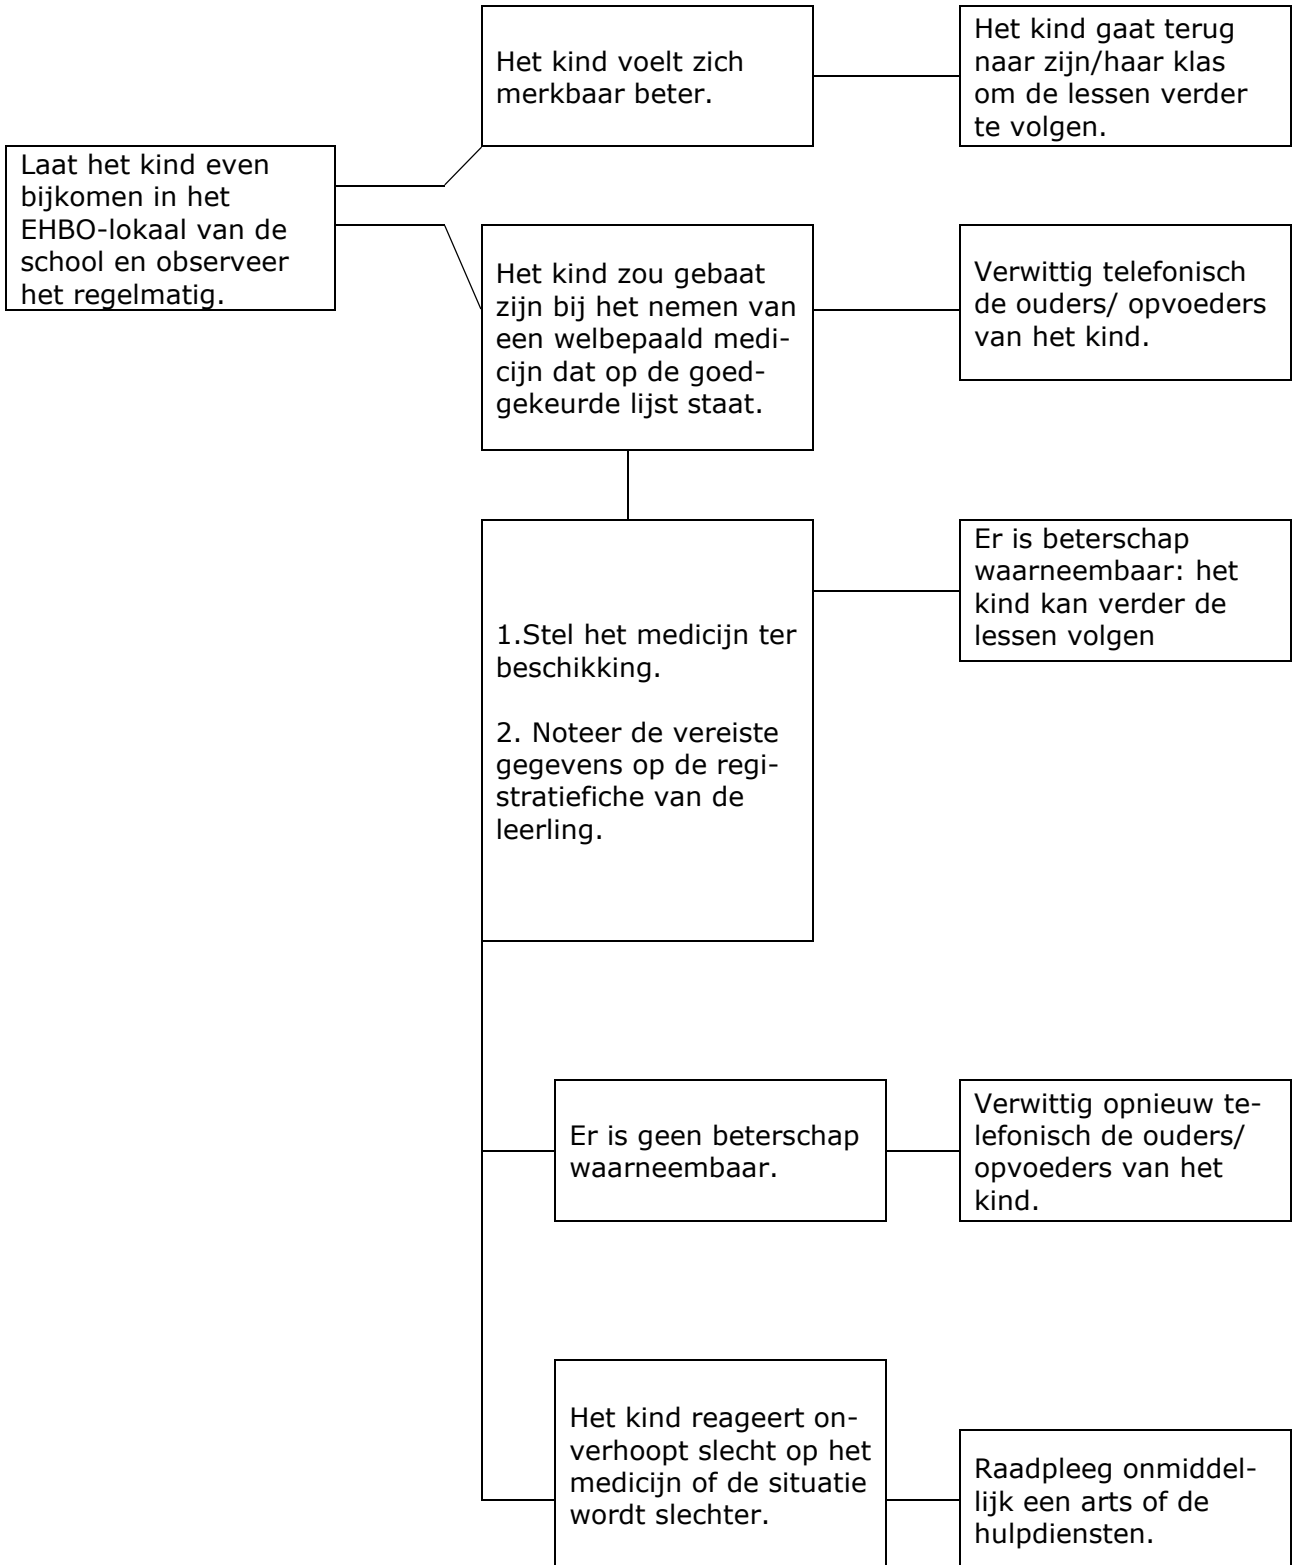 Het kind voelt zich
merkbaar beter.
Het kind gaat terug
naar zijn/haar klas
om de lessen verder
te volgen.
Laat het kind even
bijkomen in het
EHBO-lokaal van de
school en observeer
het regelmatig.
Het kind zou gebaat
zijn bij het nemen van
een welbepaald medi-
cijn dat op de goed-
gekeurde lijst staat.
Verwittig telefonisch
de ouders/ opvoeders
van het kind.
1.Stel het medicijn ter
beschikking.
2. Noteer de vereiste
gegevens op de regi-
stratiefiche van de
leerling.
Er is beterschap
waarneembaar: het
kind kan verder de
lessen volgen
Er is geen beterschap
waarneembaar.
Verwittig opnieuw te-
lefonisch de ouders/
opvoeders van het
kind.
Het kind reageert on-
verhoopt slecht op het
medicijn of de situatie
wordt slechter.
Raadpleeg onmiddel-
lijk een arts of de
hulpdiensten.